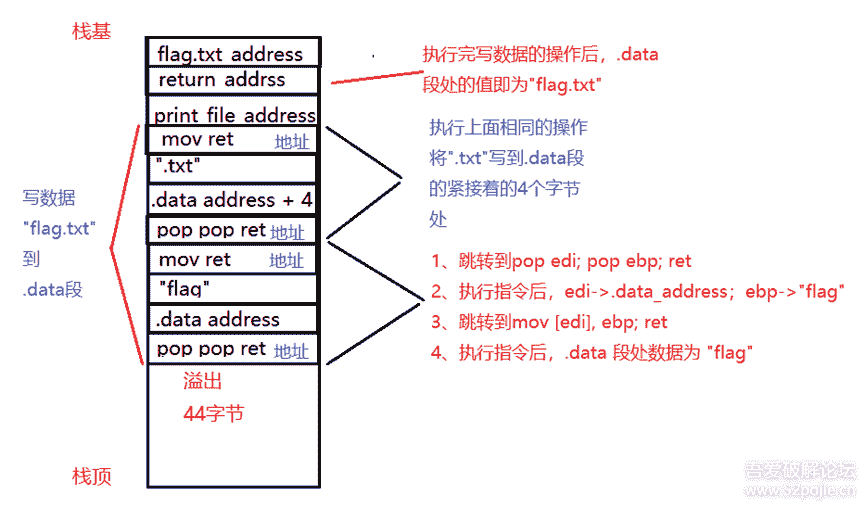 栈基
flag.txt address
return addrss
print file address
mov ret 地址
".txt"
.data address + 4
pop pop ret 地址
mov ret 地址
"flag"
.data address
pop pop ret 地址
溢出
44字节
栈顶
写数据
"flag.txt"
到
.data段
执行完写数据的操作后，.data
段处的值即为"flag.txt"
执行上面相同的操作
将".txt"写到.data段
的紧接着的4个字节
处
1、跳转到pop edi; pop ebp; ret
2、执行指令后，edi->.data_address；ebp->"flag"
3、跳转到mov [edi], ebp; ret
4、执行指令后，.data 段处数据为 "flag"
吾爱破解论坛
www.52pojie.cn